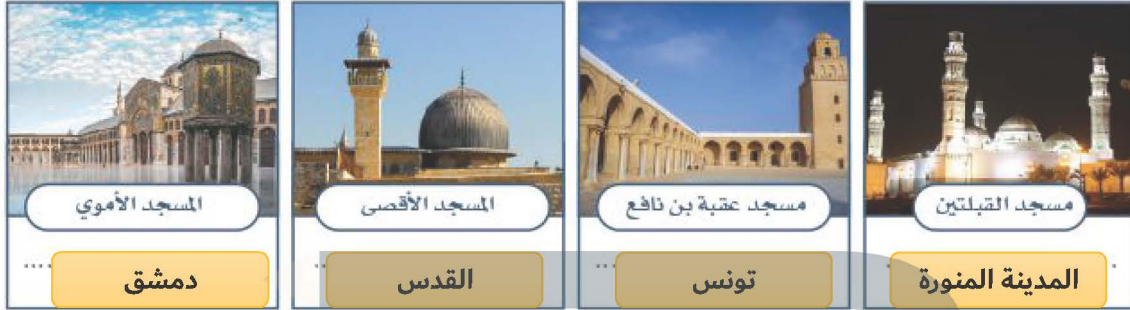 مسجد القبلتين
المدينة المنورة
مسجد عقبة بن نافع
تونس
المسجد الأقصى
القدس
المسجد الأموي
دمشق